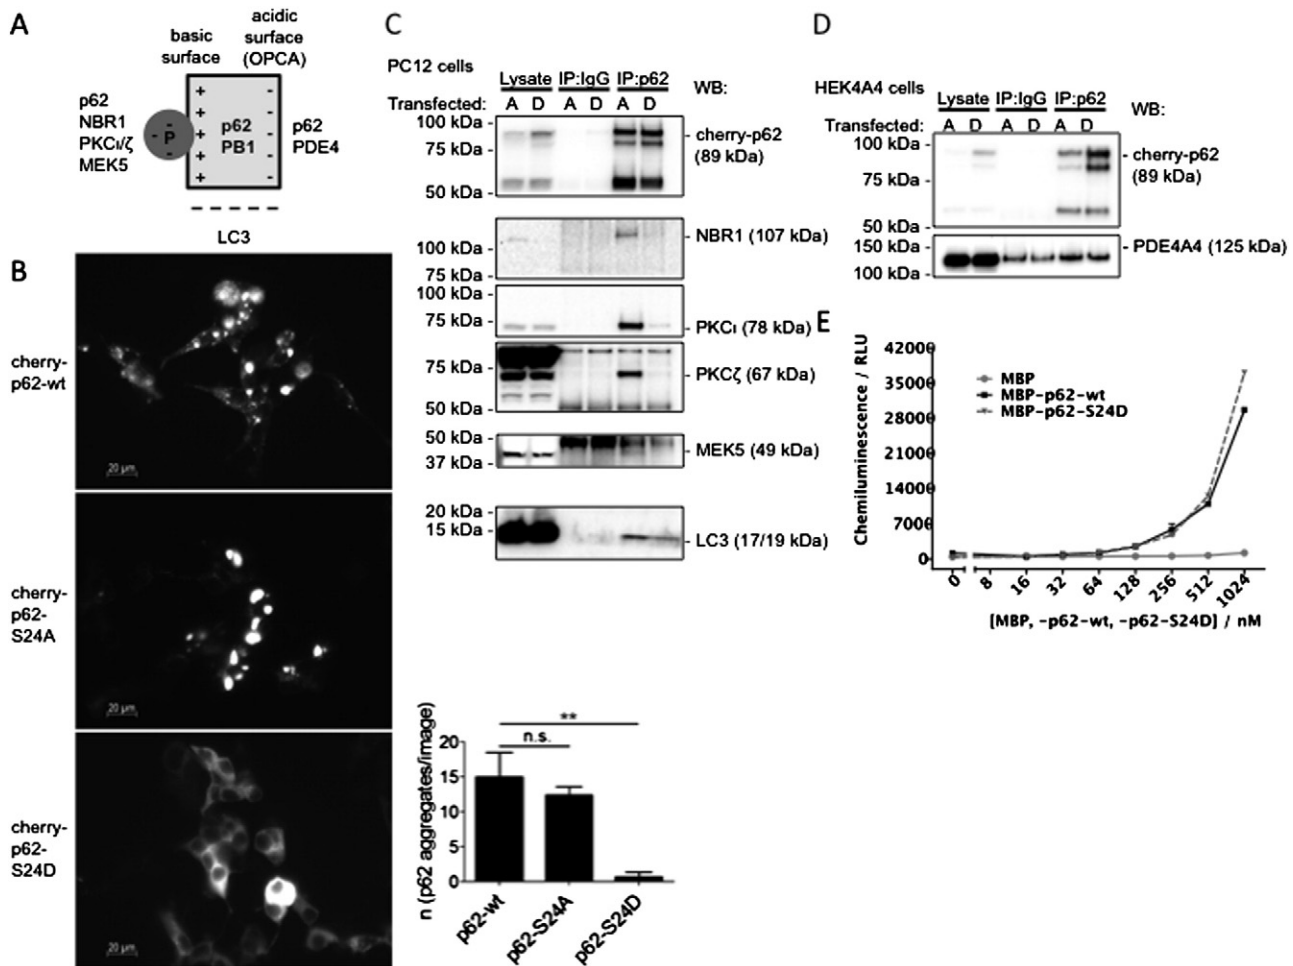 A
basic
surface
acidic
surface
(OPCA)
p62
NBR1
PKCι/ζ
MEK5
- P -
p62
PB1
p62
PDE4
LC3
B
cherry-
p62-wt
20 µm
cherry-
p62-
S24A
20 µm
cherry-
p62-
S24D
20 µm
n (p62 aggregates/image)
20
15
10
5
0
**
n.s.
p62-wt
p62-S24A
p62-S24D
C
PC12 cells
Lysate IP:IgG IP:p62
WB:
Transfected: A D A D A D
100 kDa
75 kDa
50 kDa
cherry-p62
(89 kDa)
100 kDa
75 kDa
NBR1 (107 kDa)
100 kDa
75 kDa
PKCι (78 kDa)
75 kDa
50 kDa
PKCζ (67 kDa)
50 kDa
37 kDa
MEK5 (49 kDa)
20 kDa
15 kDa
LC3 (17/19 kDa)
D
HEK4A4 cells
Lysate IP:IgG IP:p62
WB:
Transfected: A D A D A D
100 kDa
75 kDa
50 kDa
cherry-p62
(89 kDa)
150 kDa
100 kDa
PDE4A4 (125 kDa)
E
Chemiluminescence / RLU
42000
35000
28000
21000
14000
7000
0
MBP
MBP-p62-wt
MBP-p62-S24D
0 8 16 32 64 128 256 512 1024
[MBP, -p62-wt, -p62-S24D] / nM